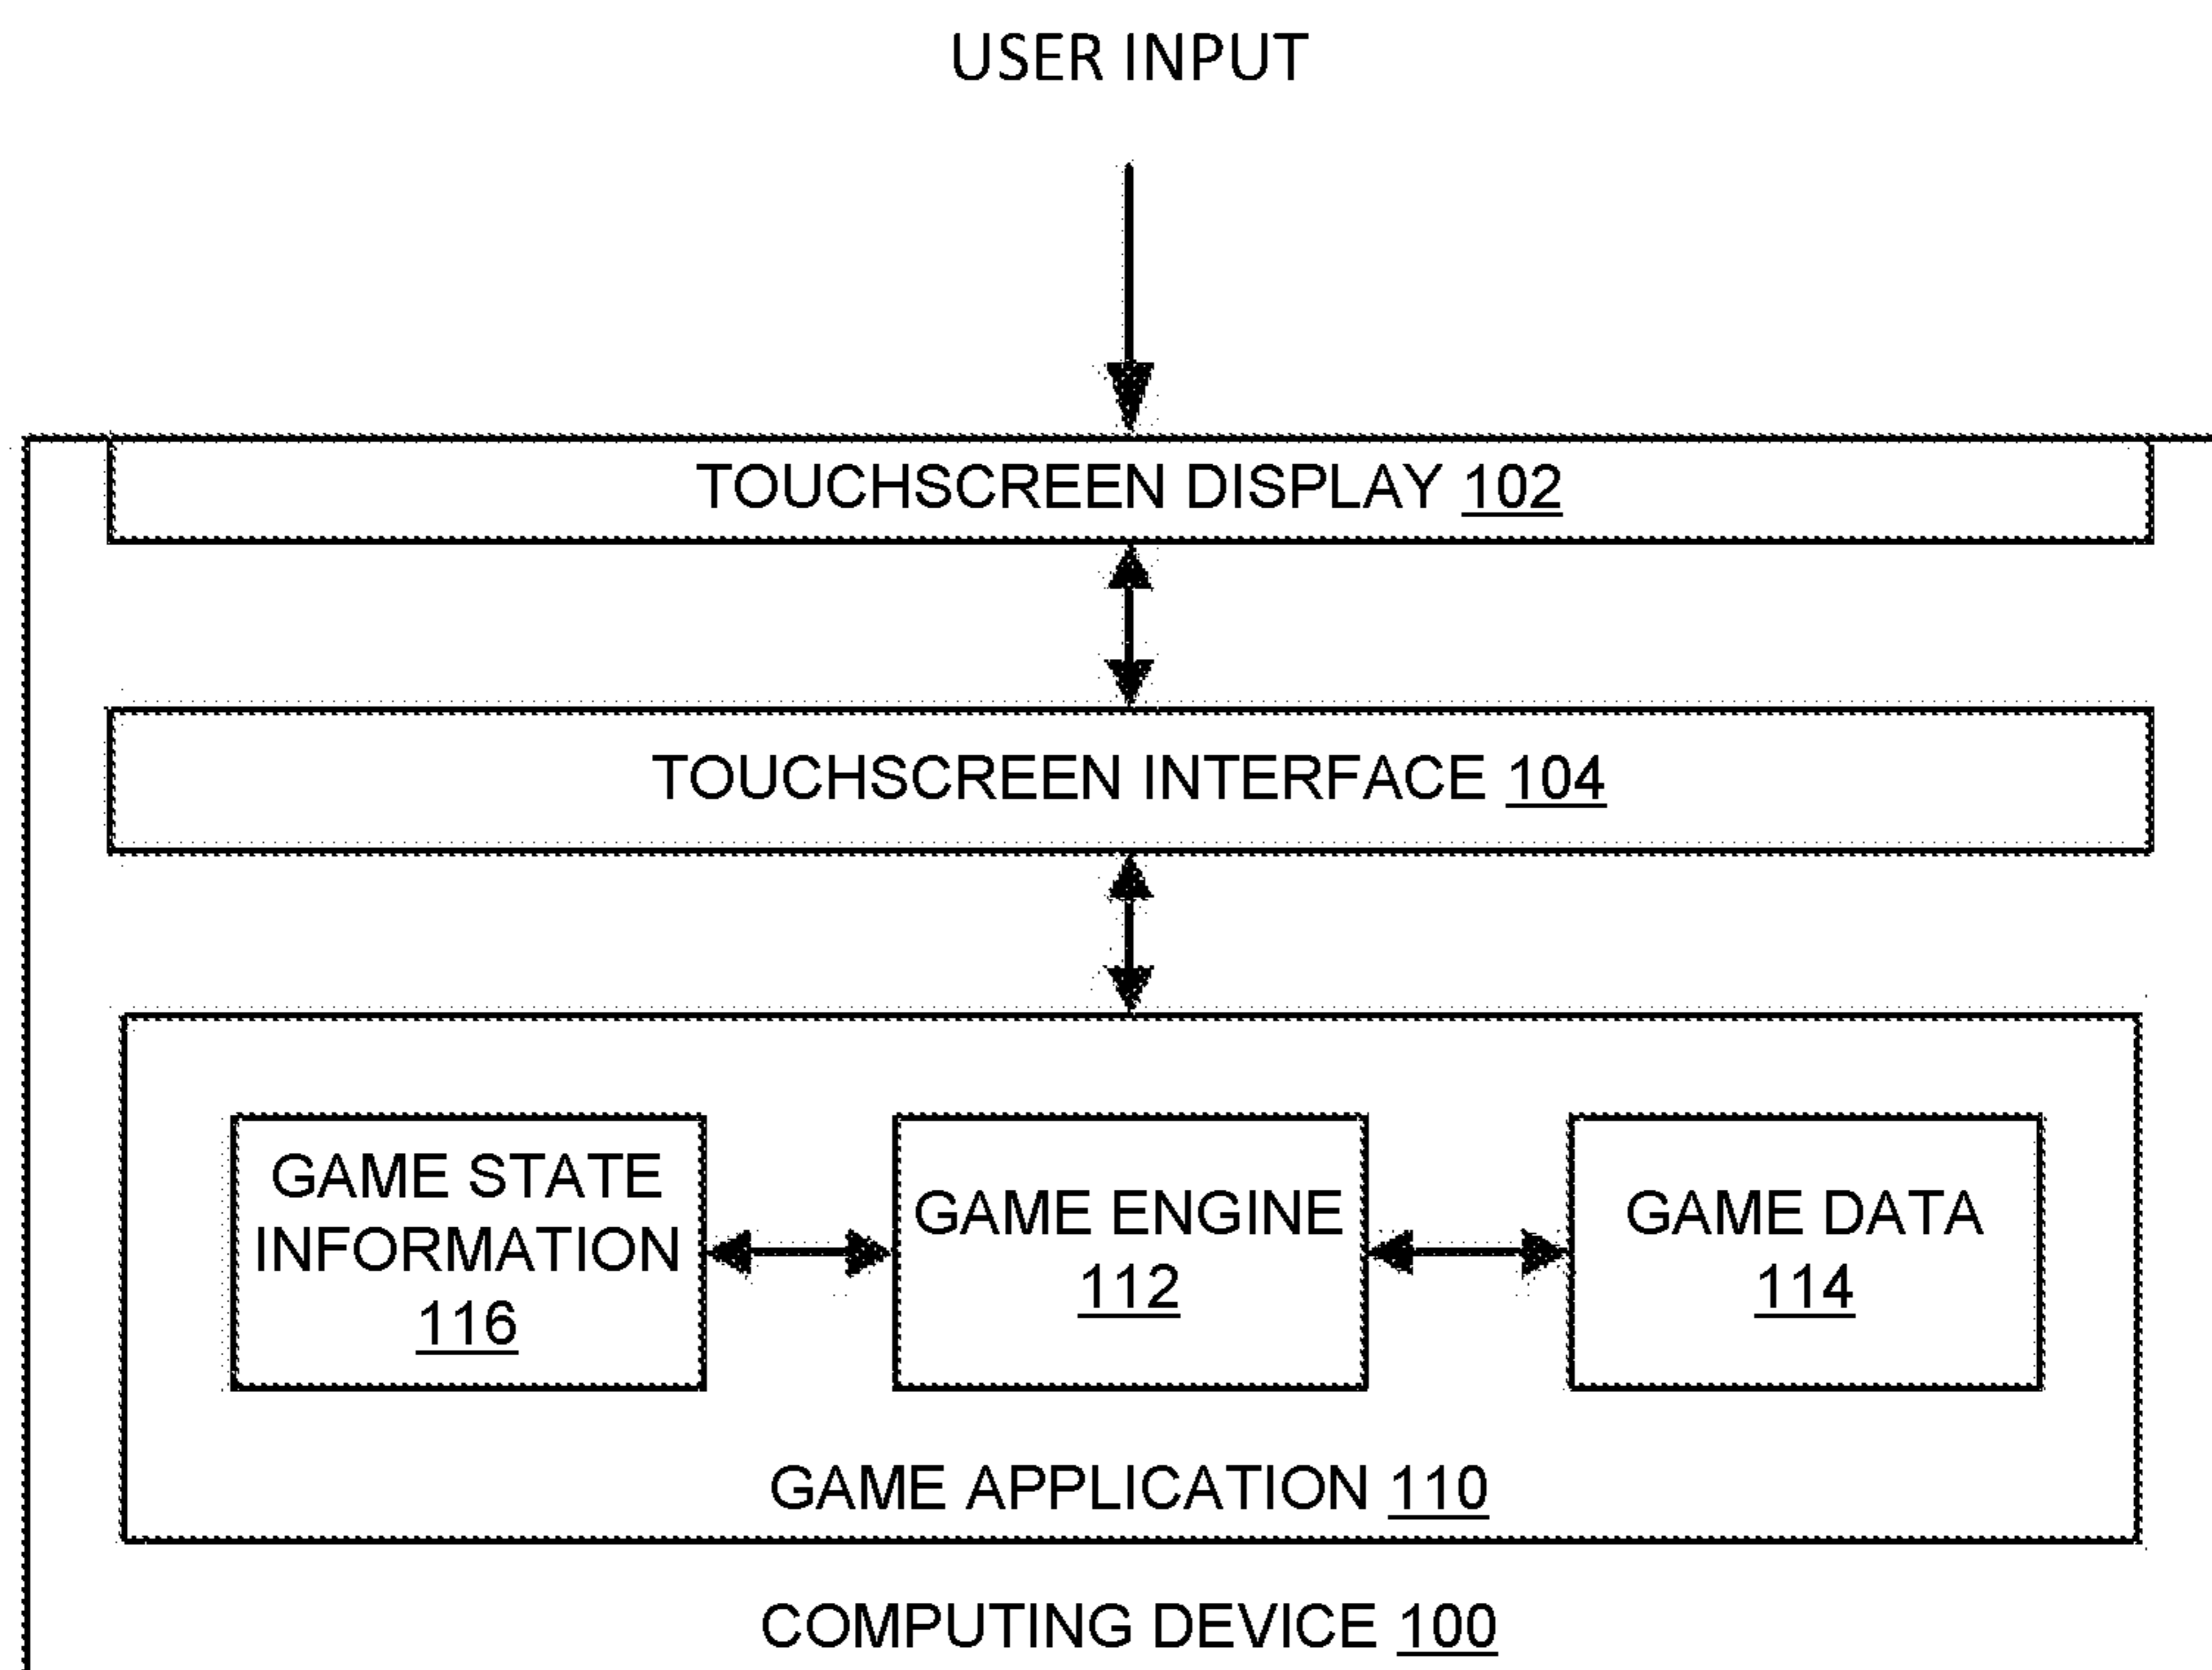 USER INPUT
TOUCHSCREEN DISPLAY 102
TOUCHSCREEN INTERFACE 104
GAME STATE
INFORMATION
116
GAME ENGINE
112
GAME DATA
114
GAME APPLICATION 110
COMPUTING DEVICE 100